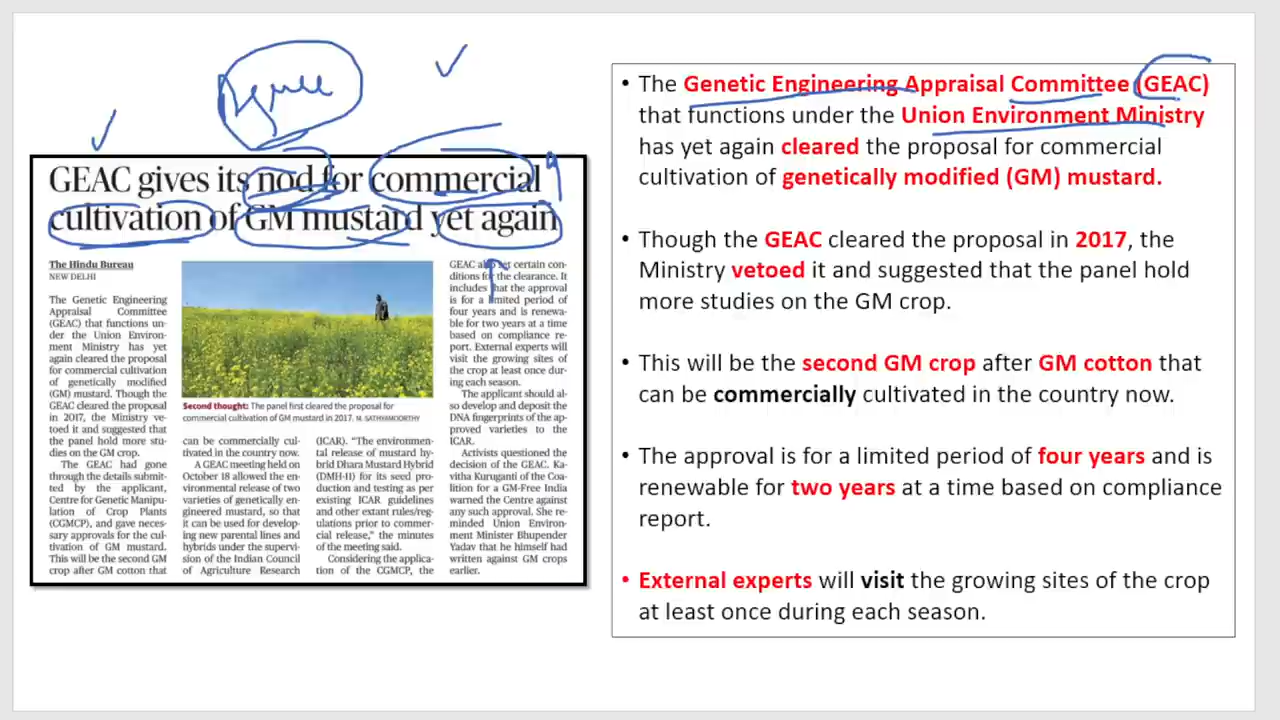 agree
GEAC gives its nod for commercial
cultivation of GM mustard yet again
The Hindu Bureau
NEW DELHI
The Genetic Engineering
Appraisal Committee
(GEAC) that functions un-
der the Union Environ-
ment Ministry has yet
again cleared the proposal
for commercial cultivation
of genetically modified
(GM) mustard. Though the
GEAC cleared the proposal
in 2017, the Ministry ve-
toed it and suggested that
the panel hold more stu-
dies on the GM crop.
The GEAC had gone
through the details submit-
ted by the applicant,
Centre for Genetic Manipu-
lation of Crop Plants
(CGMCP), and gave neces-
sary approvals for the cul-
tivation of GM mustard.
This will be the second GM
crop after GM cotton that
Second thought: The panel first cleared the proposal for
commercial cultivation of GM mustard in 2017. M. SATHYAMOORTHY
can be commercially cul-
tivated in the country now.
A GEAC meeting held on
October 18 allowed the en-
vironmental release of two
varieties of genetically en-
gineered mustard, so that
it can be used for develop-
ing new parental lines and
hybrids under the supervi-
sion of the Indian Council
of Agriculture Research
(ICAR). “The environmen-
tal release of mustard hy-
brid Dhara Mustard Hybrid
(DMH-11) for its seed pro-
duction and testing as per
existing ICAR guidelines
and other extant rules/reg-
ulations prior to commer-
cial release,” the minutes
of the meeting said.
Considering the applica-
tion of the CGMCP, the
GEAC also set certain con-
ditions for the clearance. It
includes that the approval
is for a limited period of
four years and is renewa-
ble for two years at a time
based on compliance re-
port. External experts will
visit the growing sites of
the crop at least once dur-
ing each season.
The applicant should al-
so develop and deposit the
DNA fingerprints of the ap-
proved varieties to the
ICAR.
Activists questioned the
decision of the GEAC. Ka-
vitha Kuruganti of the Coa-
lition for a GM-Free India
warned the Centre against
any such approval. She re-
minded Union Environ-
ment Minister Bhupender
Yadav that he himself had
written against GM crops
earlier.
• The Genetic Engineering Appraisal Committee (GEAC)
that functions under the Union Environment Ministry
has yet again cleared the proposal for commercial
cultivation of genetically modified (GM) mustard.
• Though the GEAC cleared the proposal in 2017, the
Ministry vetoed it and suggested that the panel hold
more studies on the GM crop.
• This will be the second GM crop after GM cotton that
can be commercially cultivated in the country now.
• The approval is for a limited period of four years and is
renewable for two years at a time based on compliance
report.
• External experts will visit the growing sites of the crop
at least once during each season.